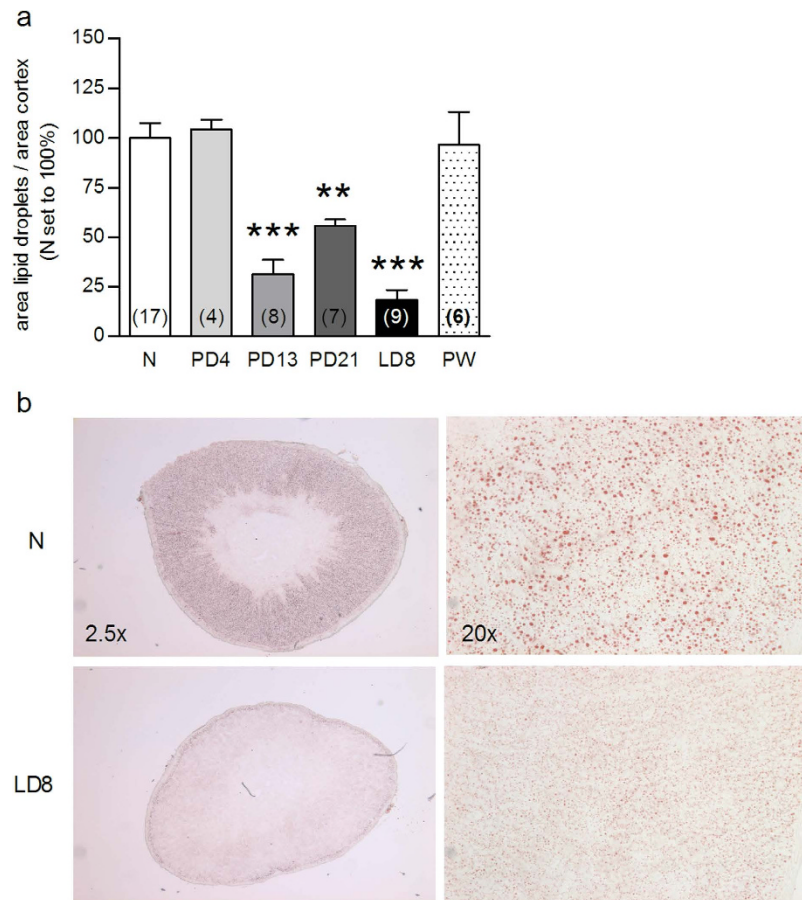 a
area lipid droplets / area cortex
(N set to 100%)
150
125
100
75
50
25
0
***
**
***
(17)
(4)
(8)
(7)
(9)
(6)
N
PD4
PD13
PD21
LD8
PW
b
N
2.5x
20x
LD8